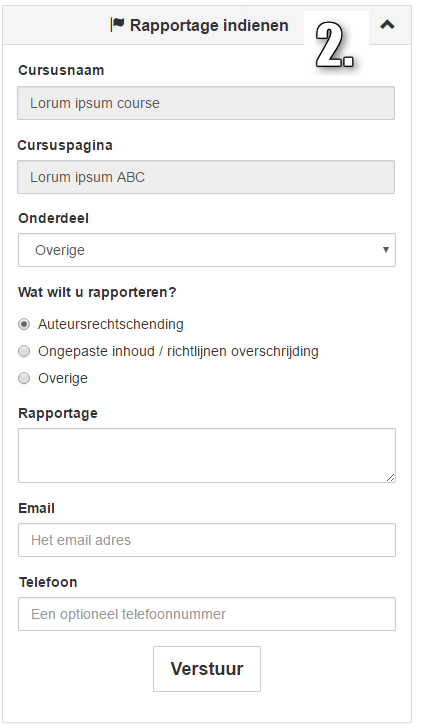 Rapportage indienen
2.
Cursusnaam
Lorum ipsum course
Cursuspagina
Lorum ipsum ABC
Onderdeel
Overige
Wat wilt u rapporteren?
Auteursrechtschending
Ongepaste inhoud / richtlijnen overschrijding
Overige
Rapportage
Email
Het email adres
Telefoon
Een optioneel telefoonnummer
Verstuur